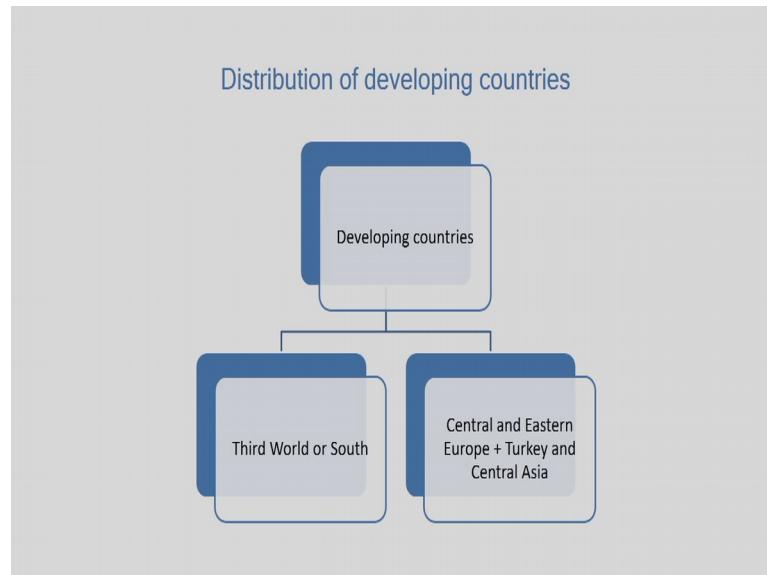 Distribution of developing countries
Developing countries
Third World or South
Central and Eastern
Europe + Turkey and
Central Asia